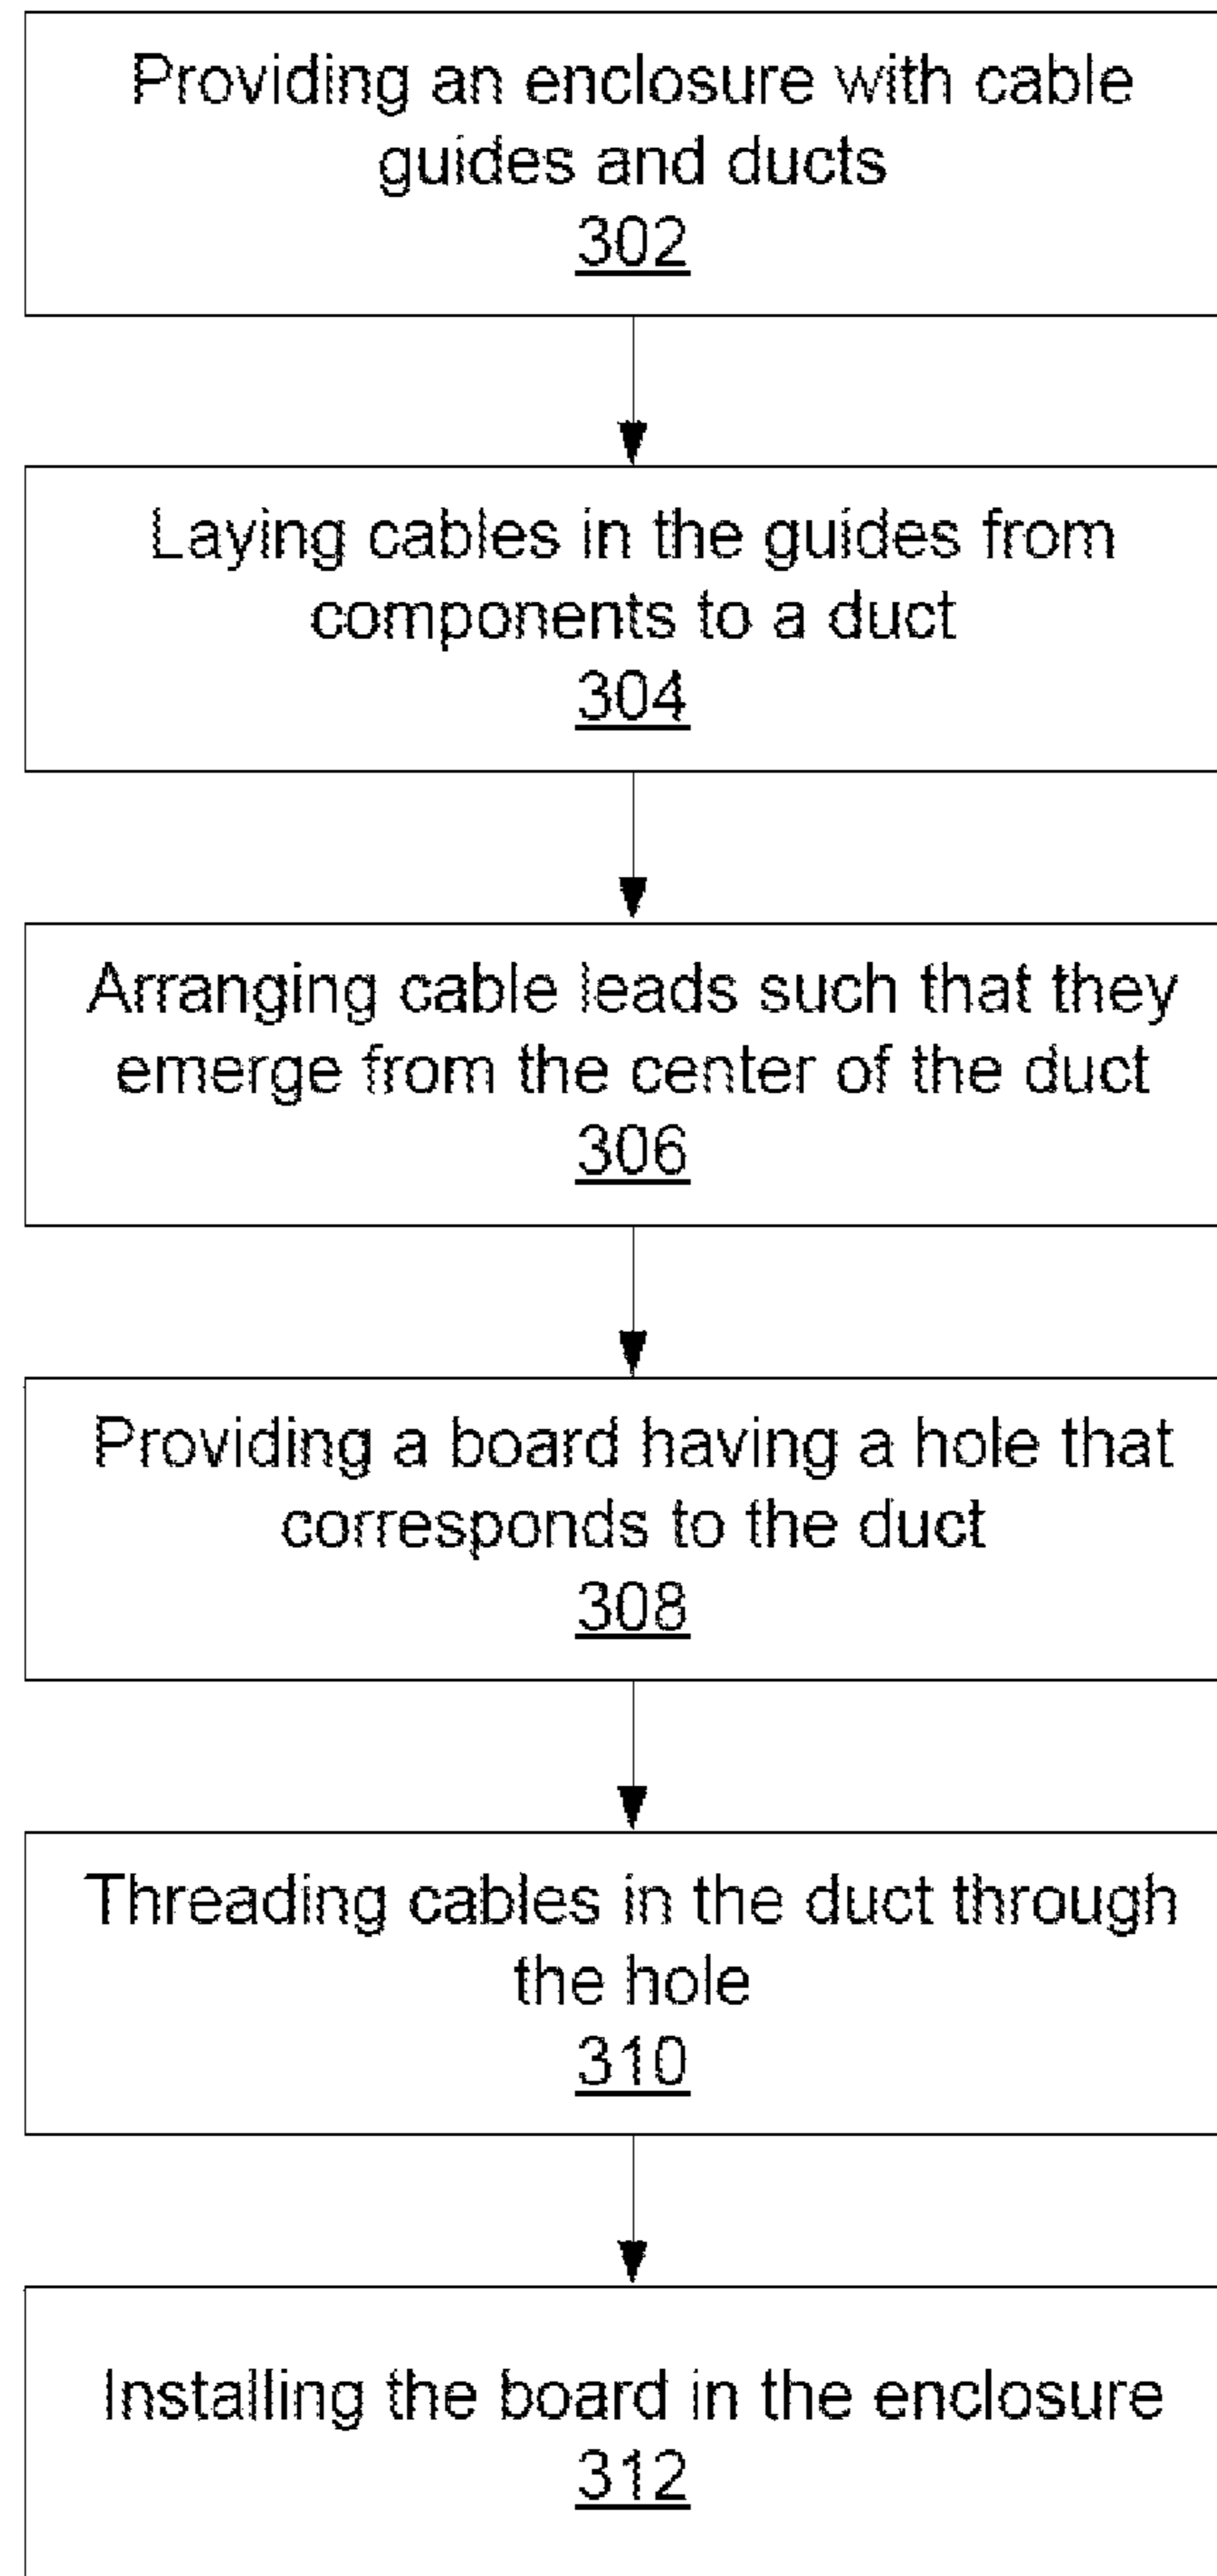 Providing an enclosure with cable
guides and ducts
302
Laying cables in the guides from
components to a duct
304
Arranging cable leads such that they
emerge from the center of the duct
306
Providing a board having a hole that
corresponds to the duct
308
Threading cables in the duct through
the hole
310
Installing the board in the enclosure
312